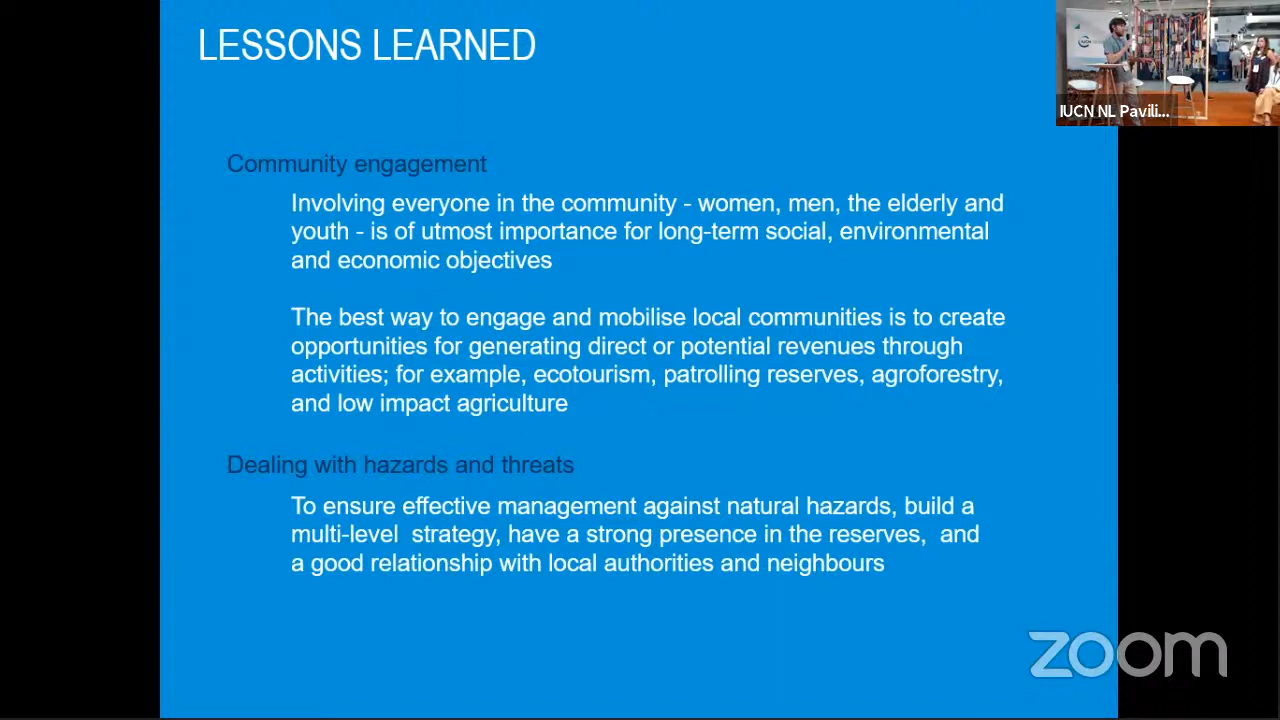 LESSONS LEARNED
IUCN NL Pavili...
Community engagement
Involving everyone in the community - women, men, the elderly and
youth - is of utmost importance for long-term social, environmental
and economic objectives
The best way to engage and mobilise local communities is to create
opportunities for generating direct or potential revenues through
activities; for example, ecotourism, patrolling reserves, agroforestry,
and low impact agriculture
Dealing with hazards and threats
To ensure effective management against natural hazards, build a
multi-level  strategy, have a strong presence in the reserves,  and
a good relationship with local authorities and neighbours
zoom